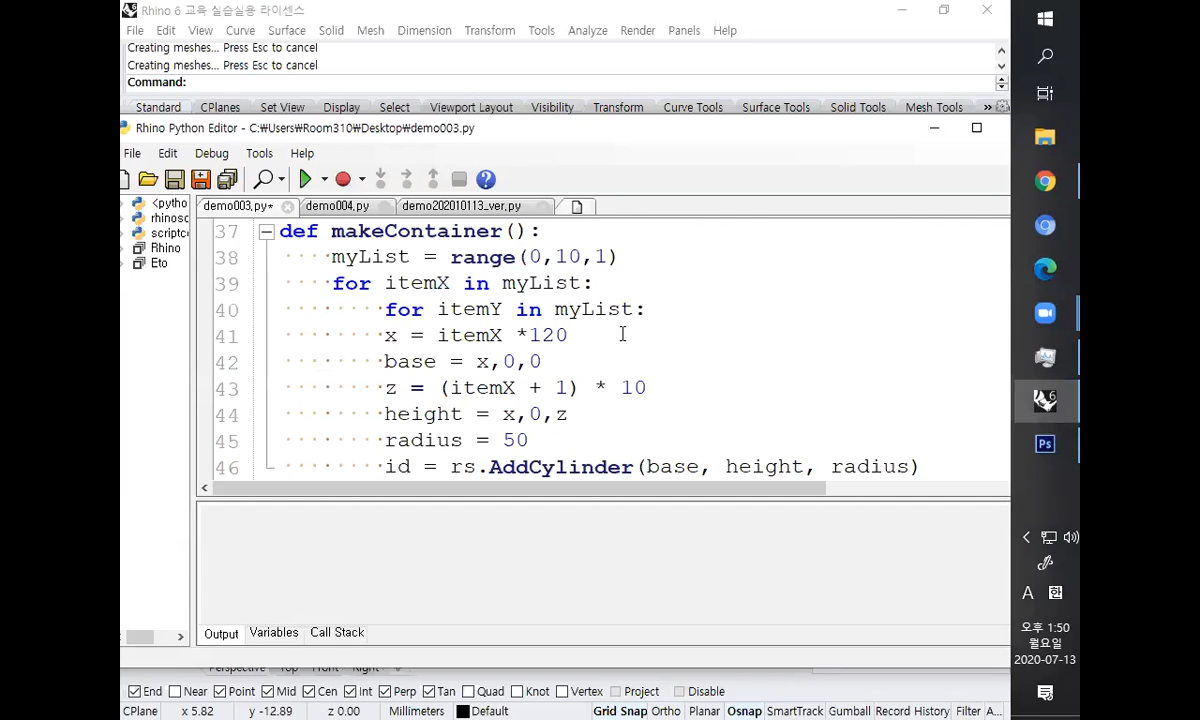 Rhino 6 교육 실습실용 라이센스
File Edit View Curve Surface Solid Mesh Dimension Transform Tools Analyze Render Panels Help
Creating meshes... Press Esc to cancel
Creating meshes... Press Esc to cancel
Command:
Standard CPlanes Set View Display Select Viewport Layout Visibility Transform Curve Tools Surface Tools Solid Tools Mesh Tools »
Rhino Python Editor - C:₩Users₩Room310₩Desktop₩demo003.py
File Edit Debug Tools Help
demo003.py* demo004.py demo202010113_ver.py
<pytho
rhinosc
scriptc
Rhino
Eto
37 def makeContainer():
38 myList = range(0,10,1)
39 for itemX in myList:
40 for itemY in myList:
41 x = itemX *120
42 base = x,0,0
43 z = (itemX + 1) * 10
44 height = x,0,z
45 radius = 50
46 id = rs.AddCylinder(base, height, radius)
Output Variables Call Stack
Perspective Top Front Right
End Near Point Mid Cen Int Perp Tan Quad Knot Vertex Project Disable
CPlane x 5.82 y -12.89 z 0.00 Millimeters Default Grid Snap Ortho Planar Osnap SmartTrack Gumball Record History Filter A...
6
Ps
A 한
오후 1:50
월요일
2020-07-13